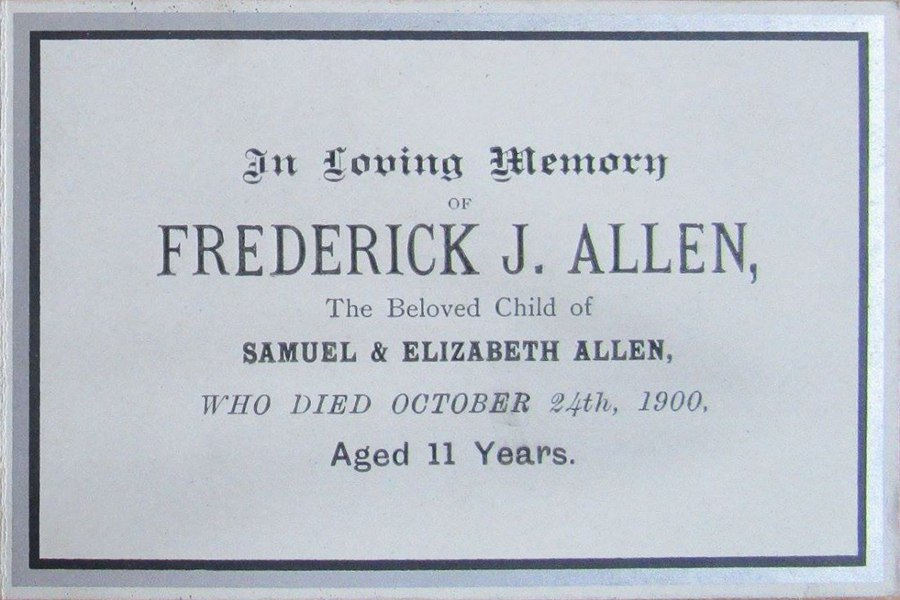 In Loving Memory
OF
FREDERICK J. ALLEN,
The Beloved Child of
SAMUEL & ELIZABETH ALLEN,
WHO DIED OCTOBER 24th, 1900,
Aged 11 Years.